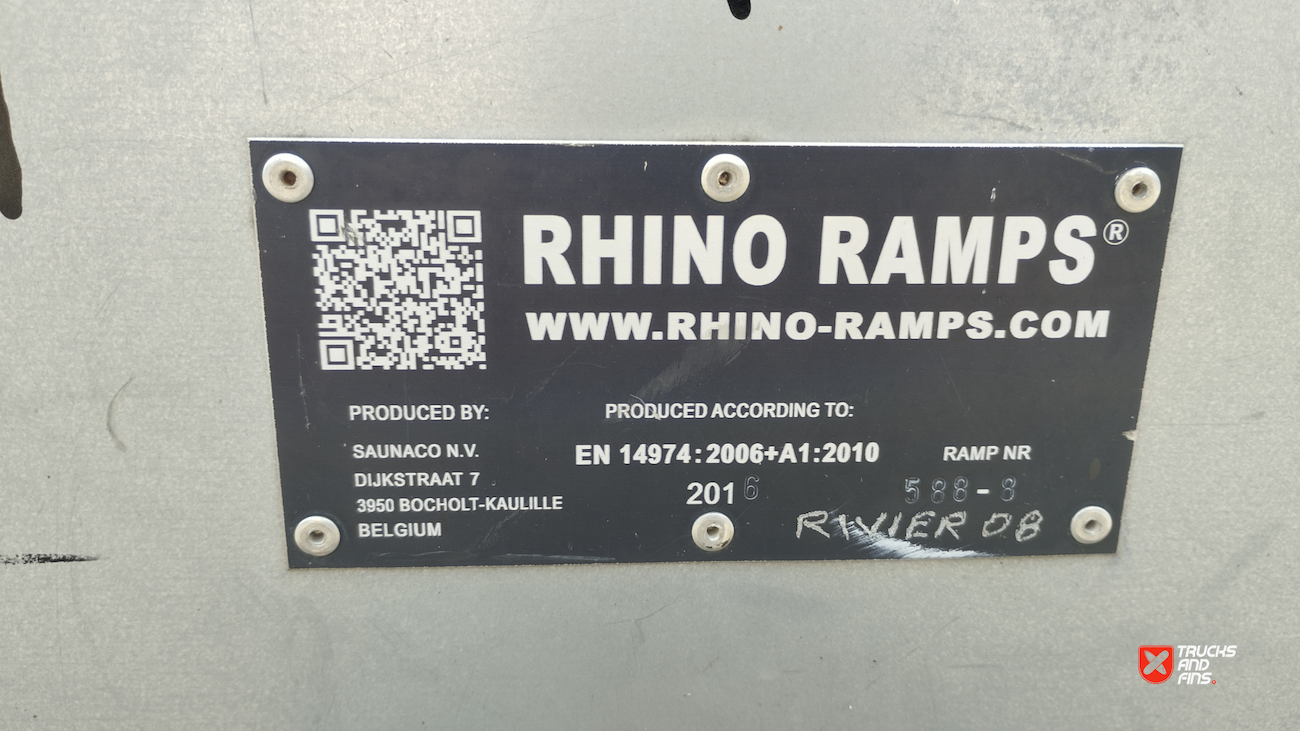 RHINO RAMPS®
WWW.RHINO-RAMPS.COM
PRODUCED BY:
SAUNACO N.V.
DIJKSTRAAT 7
3950 BOCHOLT-KAULILLE
BELGIUM
PRODUCED ACCORDING TO:
EN 14974:2006+A1:2010
2016
RAMP NR
588-8
RIVIER 08
TRUCKS
AND
FINS.